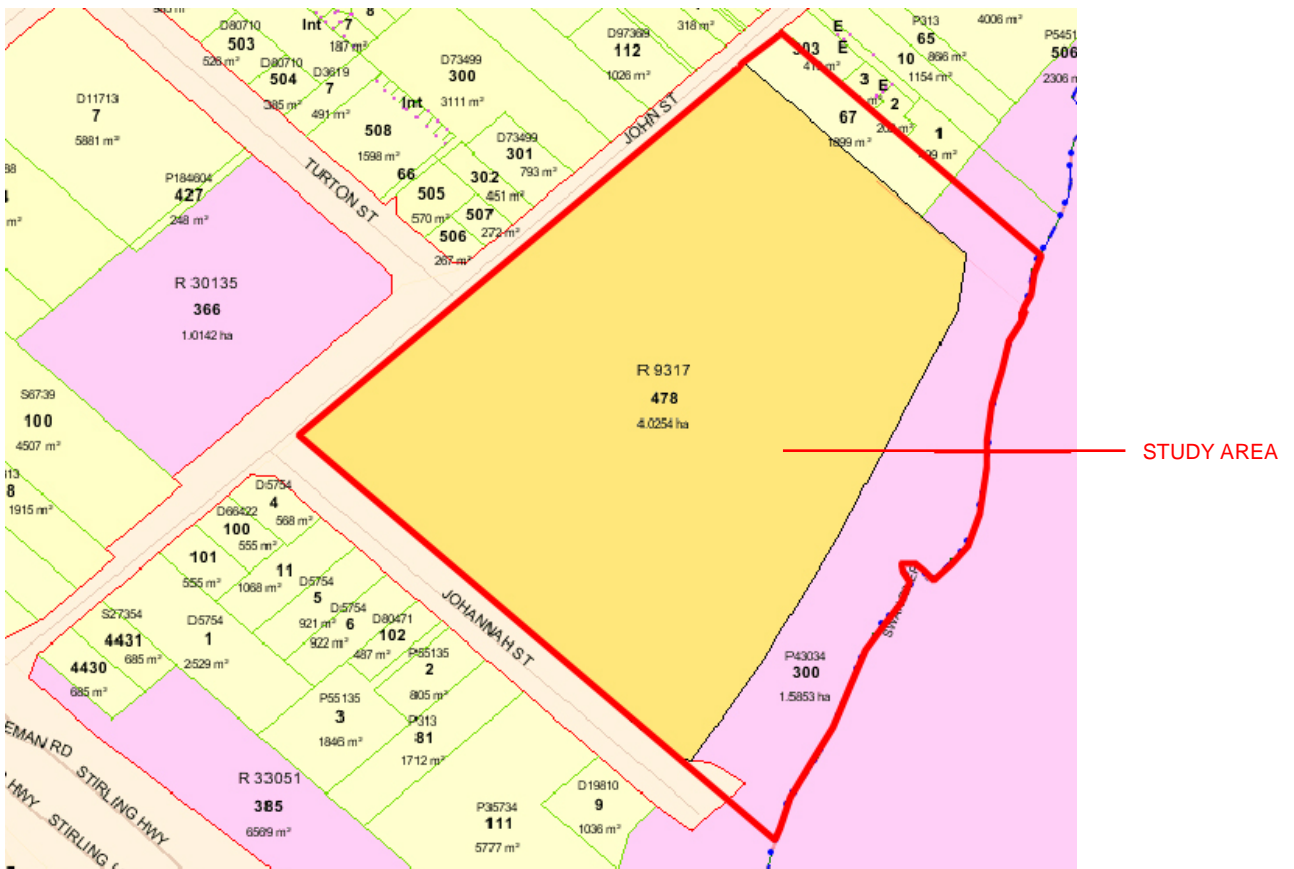 D80710
503
526 m²
D80710
504
385 m²
Int
7
8
187 m²
D3619
7
491 m²
D73499
300
3111 m²
Int
508
1598 m²
66
505
570 m²
302
451 m²
507
272 m²
506
267 m²
D73499
301
793 m²
112
1026 m²
318 m²
JOHN ST
TURTON ST
D11713
7
5881 m²
P184604
427
248 m²
R 30135
366
1.0142 ha
S6739
100
4507 m²
8
1915 m²
E
E
E
3
2
67
1899 m²
1
10
1154 m²
P313
65
866 m²
4006 m²
506
R 9317
478
4.0254 ha
STUDY AREA
D5754
4
568 m²
D66422
100
555 m²
101
555 m²
11
1068 m²
D5754
5
921 m²
D5754
6
922 m²
D80471
102
487 m²
P55135
2
805 m²
S27354
4431
685 m²
4430
685 m²
D5754
1
2529 m²
P55135
3
1846 m²
P313
81
1712 m²
JOHANNAH ST
P43034
300
1.5853 ha
R 33051
385
6569 m²
P35734
111
5777 m²
D19810
9
1036 m²
EMAN RD
STIRLING HWY
HWY
STIRLING